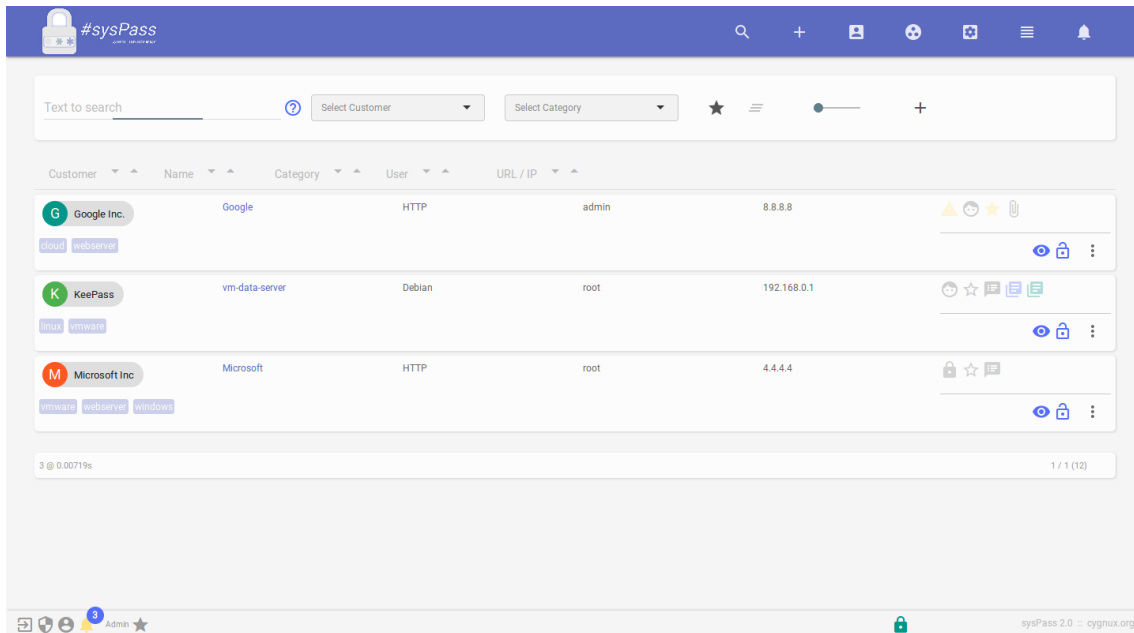 #sysPass
Text to search
Select Customer
Select Category
Customer Name Category User URL / IP
G Google Inc. Google HTTP admin 8.8.8.8
cloud webserver
K KeePass vm-data-server Debian root 192.168.0.1
linux vmware
M Microsoft Inc Microsoft HTTP root 4.4.4.4
vmware webserver windows
3 @ 0.00719s 1 / 1 (12)
3
Admin sysPass 2.0 :: cygnux.org